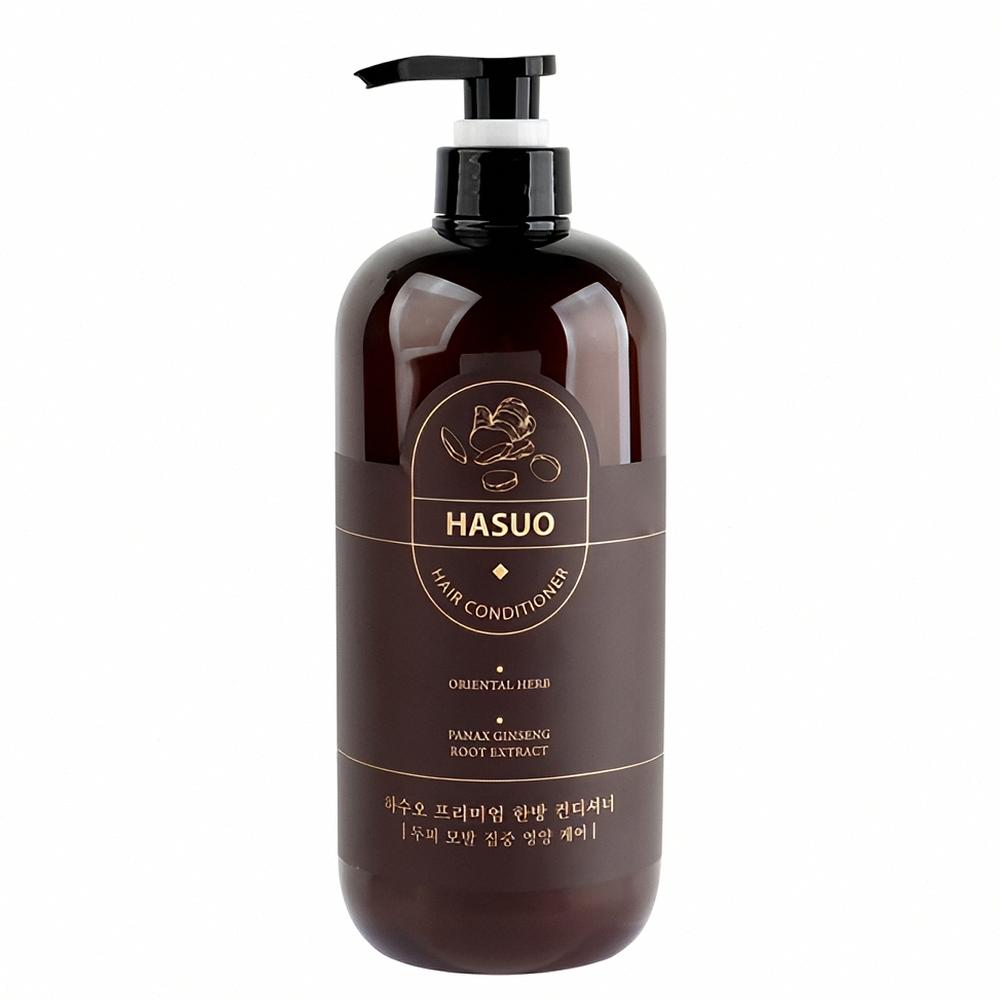 HASUO
HAIR CONDITIONER
ORIENTAL HERB
PANAX GINSENG
ROOT EXTRACT
하수오 프리미엄 한방 컨디셔너
|두피 모발 집중 영양 케어|